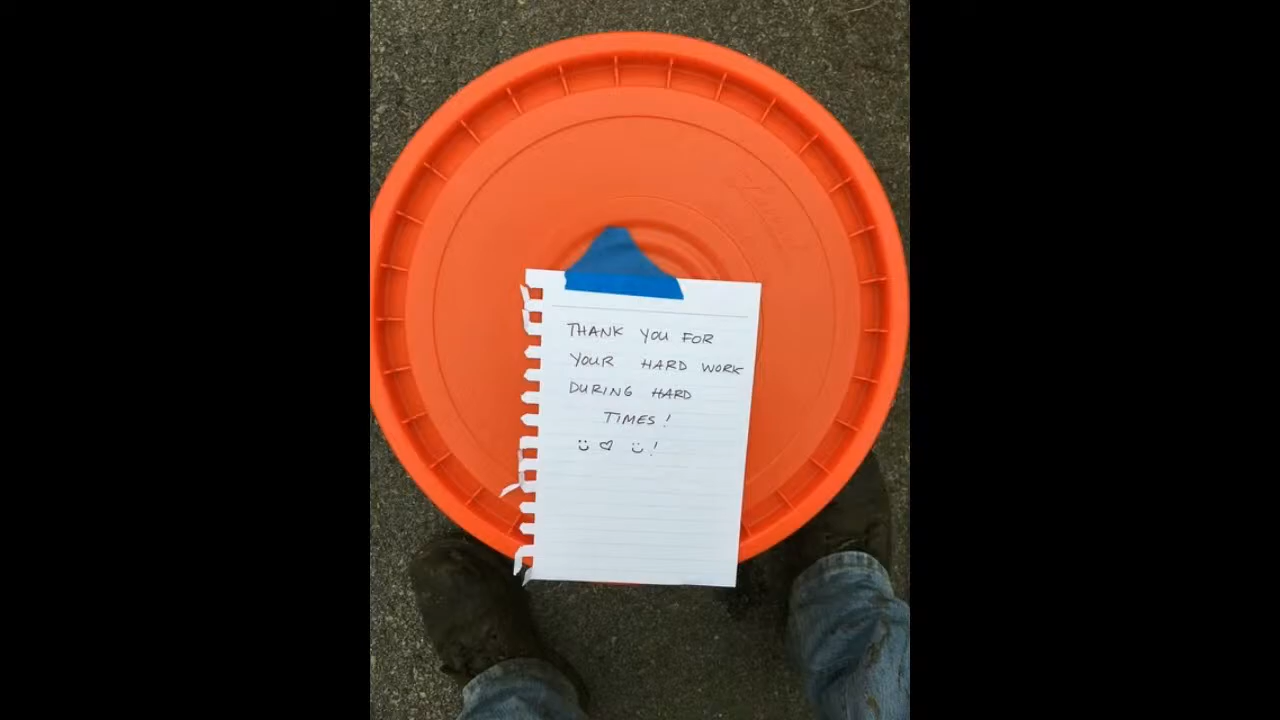 THANK YOU FOR
YOUR HARD WORK
DURING HARD
TIMES!
☺ ♡ ☺!